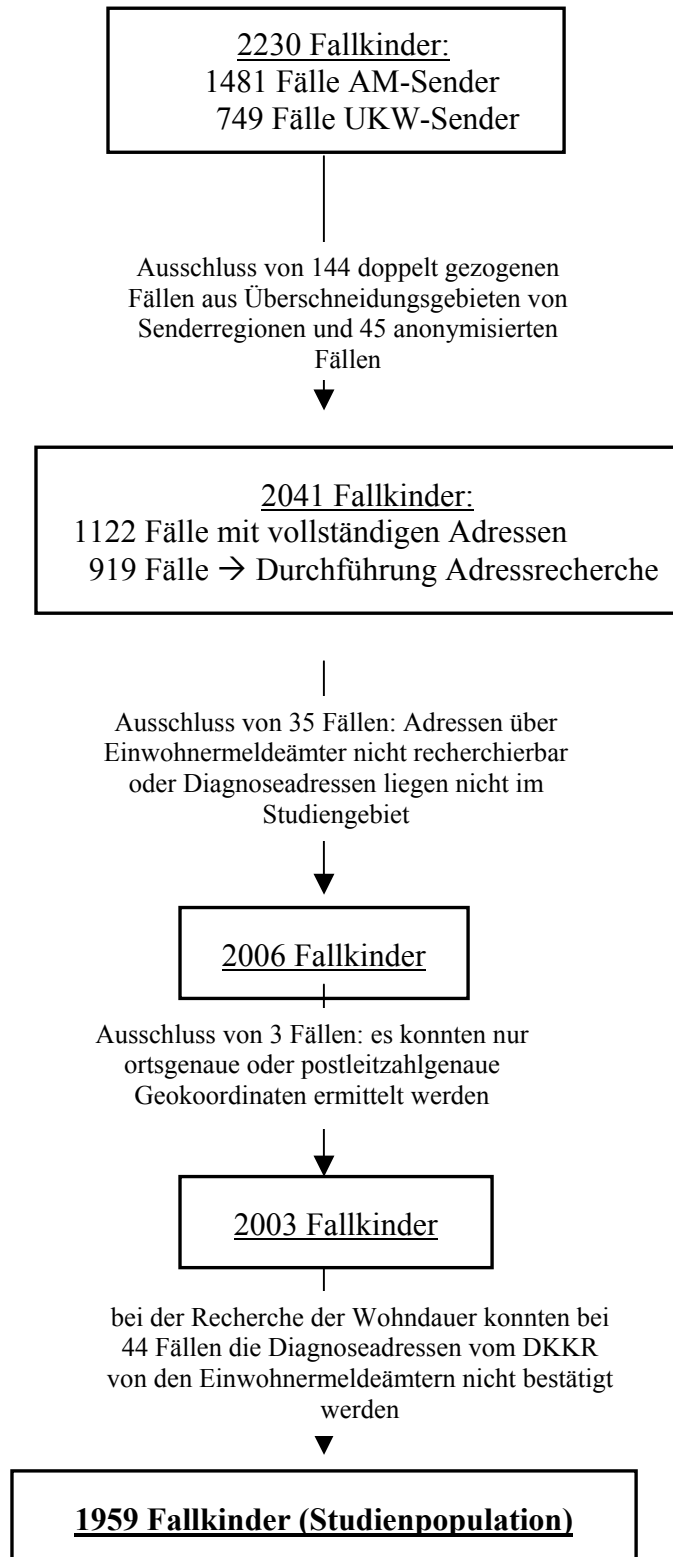 2230 Fallkinder:
1481 Fälle AM-Sender
749 Fälle UKW-Sender
Ausschluss von 144 doppelt gezogenen
Fällen aus Überschneidungsgebieten von
Senderregionen und 45 anonymisierten
Fällen
2041 Fallkinder:
1122 Fälle mit vollständigen Adressen
919 Fälle → Durchführung Adressrecherche
Ausschluss von 35 Fällen: Adressen über
Einwohnermeldeämter nicht recherchierbar
oder Diagnoseadressen liegen nicht im
Studiengebiet
2006 Fallkinder
Ausschluss von 3 Fällen: es konnten nur
ortsgenaue oder postleitzahlgenaue
Geokoordinaten ermittelt werden
2003 Fallkinder
bei der Recherche der Wohndauer konnten bei
44 Fällen die Diagnoseadressen vom DKKR
von den Einwohnermeldeämtern nicht bestätigt
werden
1959 Fallkinder (Studienpopulation)